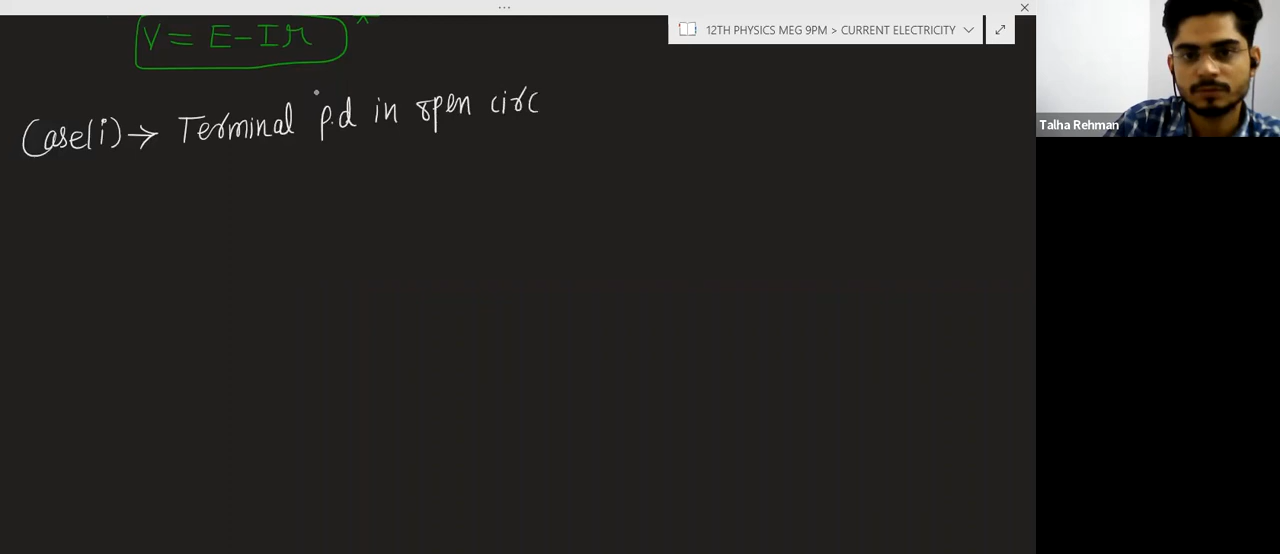 V = E - Ir
12TH PHYSICS MEG 9PM > CURRENT ELECTRICITY
Case(i) → Terminal p.d in open circ
Talha Rehman